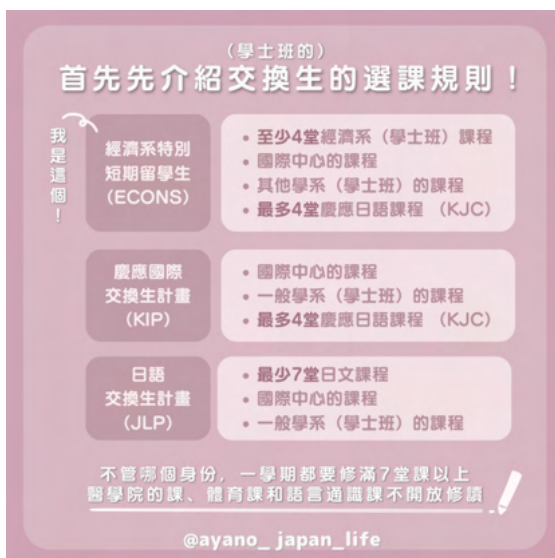 （學士班的）
首先先介紹交換生的選課規則！
我是這個！
經濟系特別
短期留學生
(ECONS)
• 至少4堂經濟系（學士班）課程
• 國際中心的課程
• 其他學系（學士班）的課程
• 最多4堂慶應日語課程 （KJC）
慶應國際
交換生計畫
(KIP)
• 國際中心的課程
• 一般學系（學士班）的課程
• 最多4堂慶應日語課程 （KJC）
日語
交換生計畫
(JLP)
• 最少7堂日文課程
• 國際中心的課程
• 一般學系（學士班）的課程
不管哪個身份，一學期都要修滿7堂課以上
醫學院的課、體育課和語言通識課不開放修讀
@ayano_japan_life